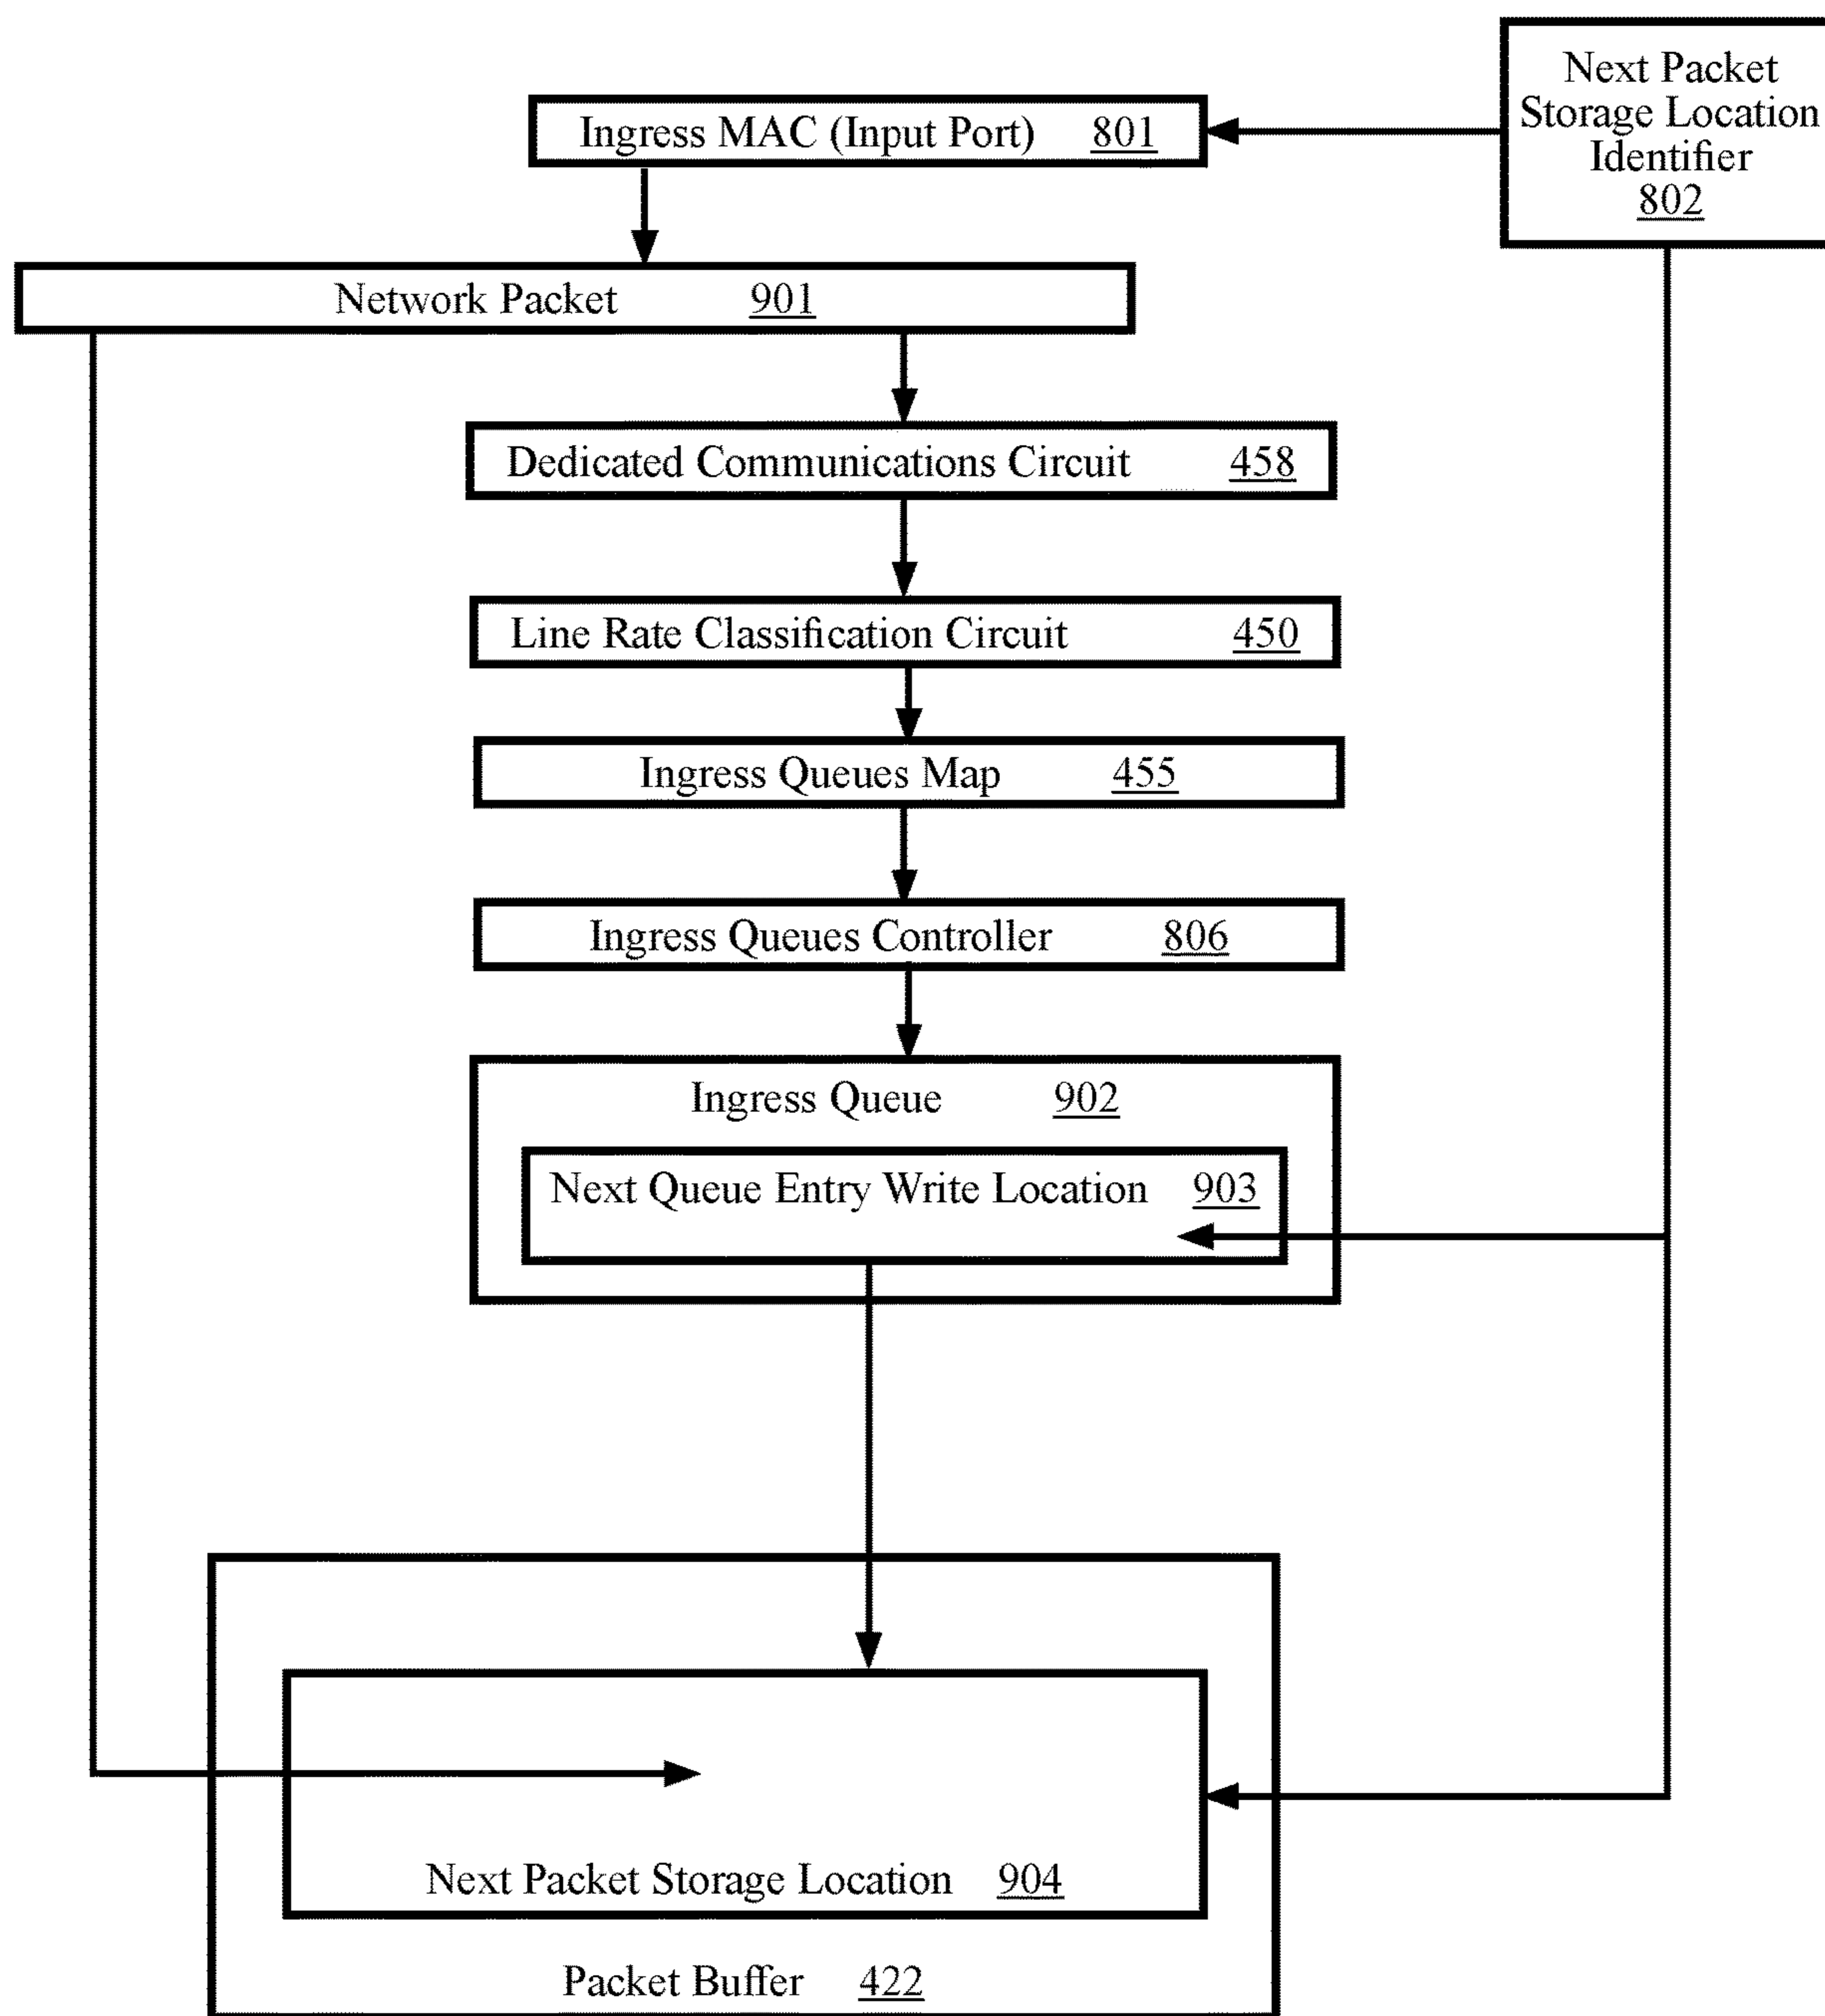 Next Packet
Storage Location
Identifier
802
Ingress MAC (Input Port) 801
Network Packet 901
Dedicated Communications Circuit 458
Line Rate Classification Circuit 450
Ingress Queues Map 455
Ingress Queues Controller 806
Ingress Queue 902
Next Queue Entry Write Location 903
Next Packet Storage Location 904
Packet Buffer 422